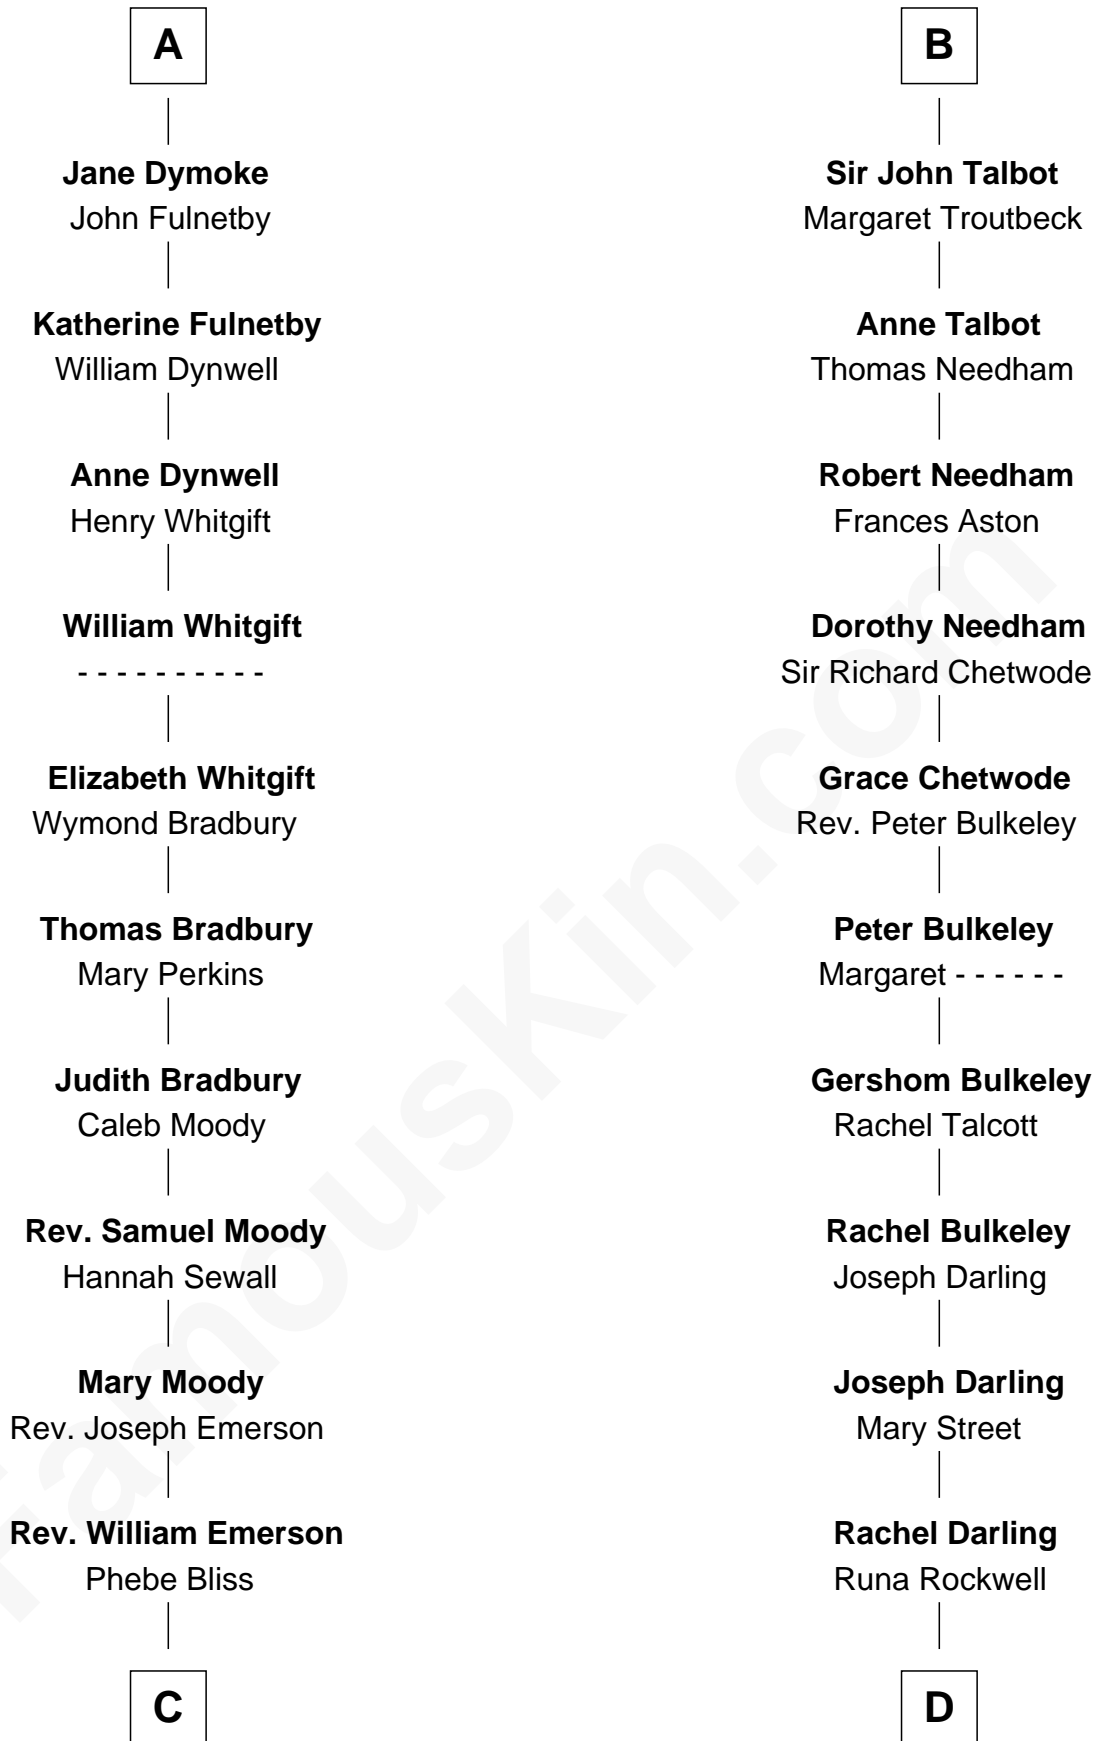 A
Jane Dymoke
John Fulnetby
Katherine Fulnetby
William Dynwell
Anne Dynwell
Henry Whitgift
William Whitgift
- - - - - - - - - -
Elizabeth Whitgift
Wymond Bradbury
Thomas Bradbury
Mary Perkins
Judith Bradbury
Caleb Moody
Rev. Samuel Moody
Hannah Sewall
Mary Moody
Rev. Joseph Emerson
Rev. William Emerson
Phebe Bliss
C
B
Sir John Talbot
Margaret Troutbeck
Anne Talbot
Thomas Needham
Robert Needham
Frances Aston
Dorothy Needham
Sir Richard Chetwode
Grace Chetwode
Rev. Peter Bulkeley
Peter Bulkeley
Margaret - - - - - -
Gershom Bulkeley
Rachel Talcott
Rachel Bulkeley
Joseph Darling
Joseph Darling
Mary Street
Rachel Darling
Runa Rockwell
D
FamousKin.com